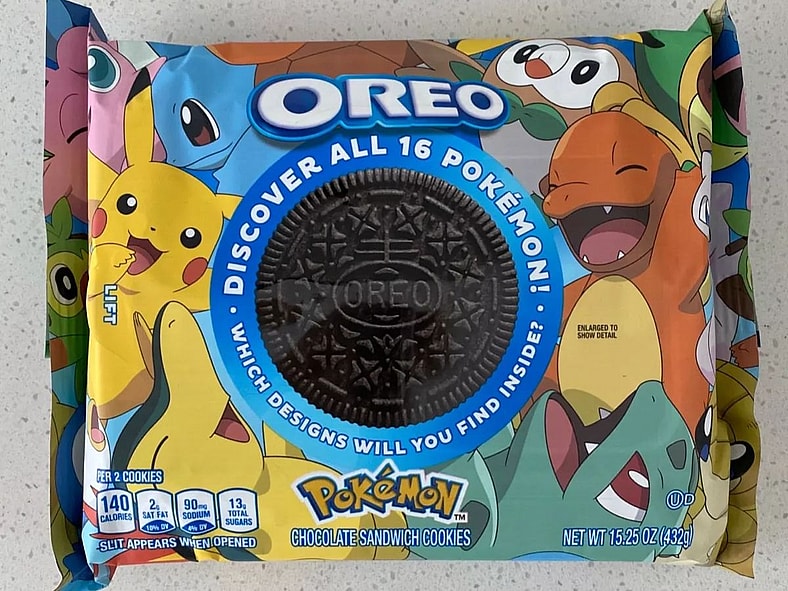 OREO
DISCOVER ALL 16 POKÉMON!
OREO
WHICH DESIGNS WILL YOU FIND INSIDE?
LIFT
ENLARGED TO
SHOW DETAIL
PER 2 COOKIES
140 CALORIES
2g SAT FAT 10% DV
90mg SODIUM 4% DV
13g TOTAL SUGARS
SLIT APPEARS WHEN OPENED
POKéMON TM
CHOCOLATE SANDWICH COOKIES
U D
NET WT 15.25 OZ (432g)